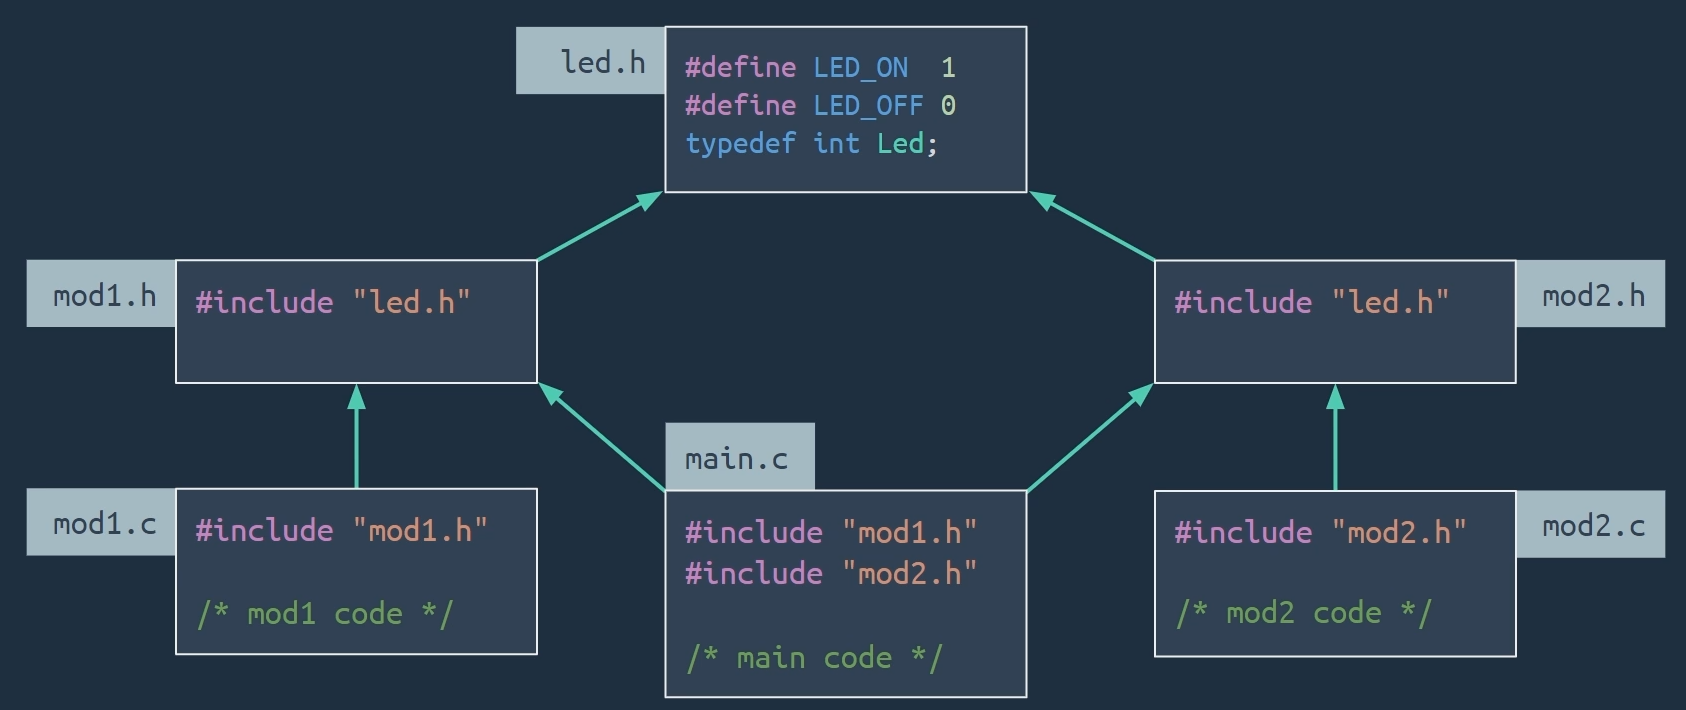 led.h
#define LED_ON  1
#define LED_OFF 0
typedef int Led;
mod1.h
#include "led.h"
#include "led.h"
mod2.h
main.c
mod1.c
#include "mod1.h"
/* mod1 code */
#include "mod1.h"
#include "mod2.h"
/* main code */
#include "mod2.h"
/* mod2 code */
mod2.c